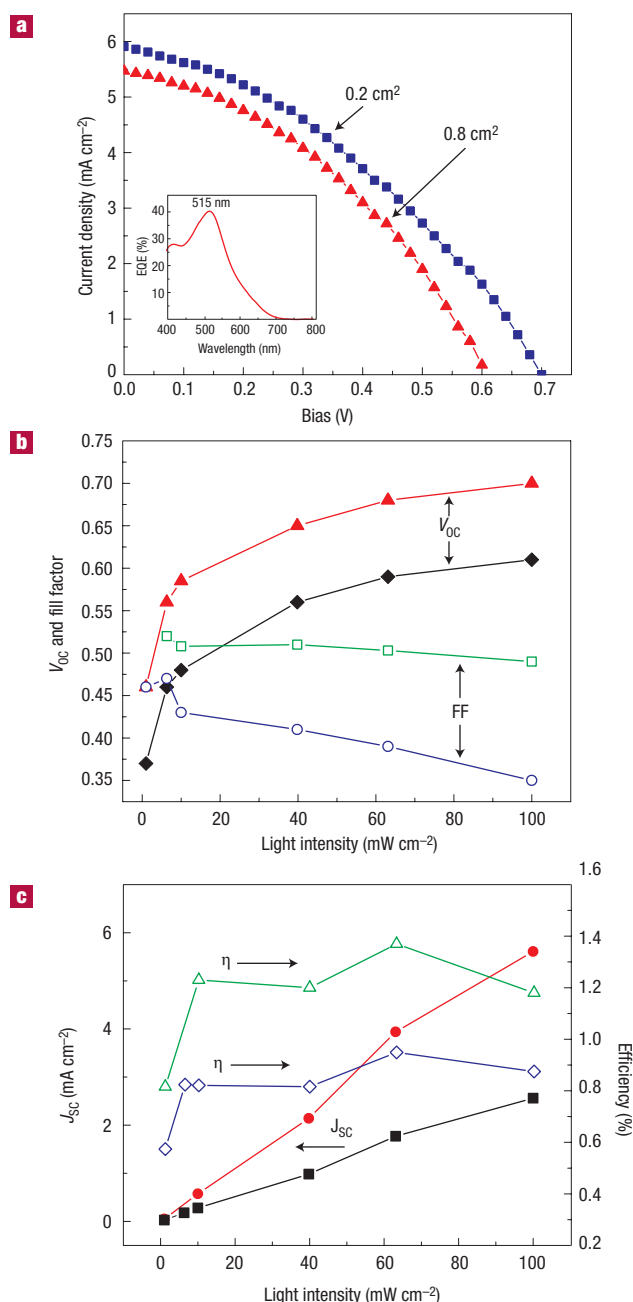 a
6
5
4
3
2
1
0
Current density (mA cm⁻²)
0.2 cm²
0.8 cm²
515 nm
40
30
20
10
EQE (%)
400 500 600 700 800
Wavelength (nm)
0.0 0.1 0.2 0.3 0.4 0.5 0.6 0.7
Bias (V)
b
0.75
0.70
0.65
0.60
0.55
0.50
0.45
0.40
0.35
V_OC and fill factor
V_OC
FF
0 20 40 60 80 100
Light intensity (mW cm⁻²)
c
6
4
2
0
J_SC (mA cm⁻²)
η
η
J_SC
1.6
1.4
1.2
1.0
0.8
0.6
0.4
0.2
Efficiency (%)
0 20 40 60 80 100
Light intensity (mW cm⁻²)